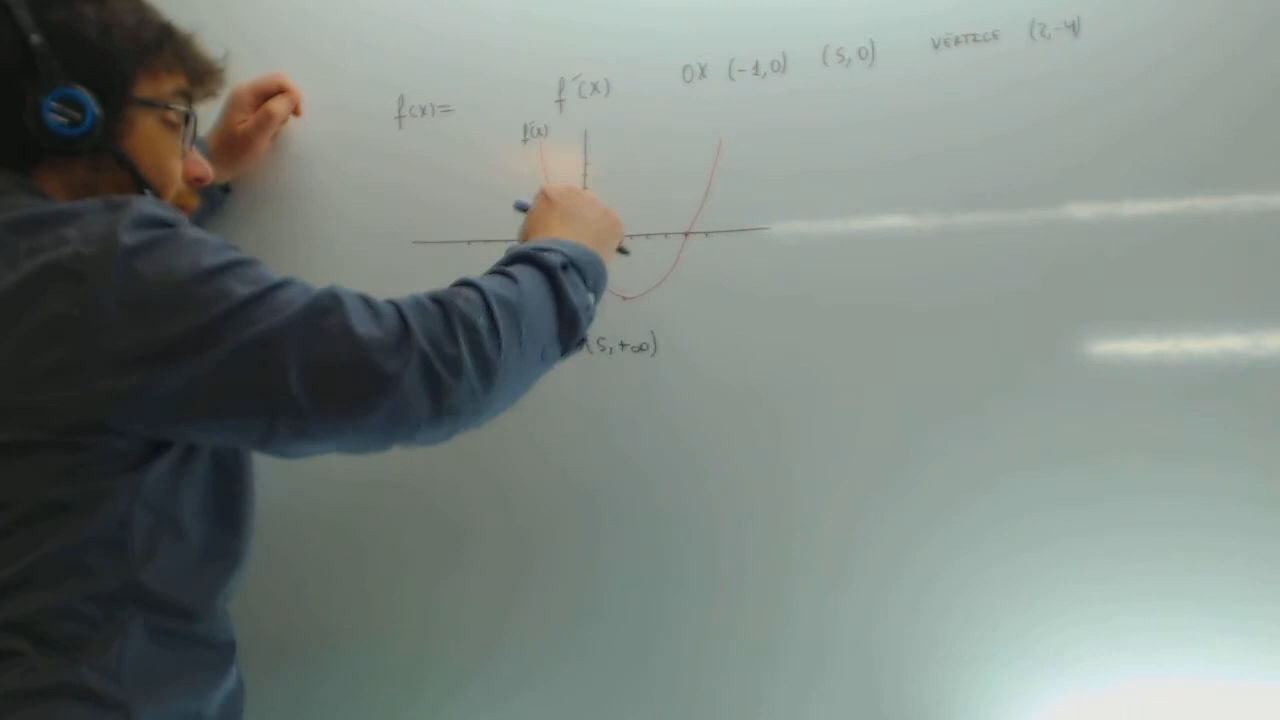 f(x)= f´(x) OX (-1,0) (5,0) VÉRTICE (2,-4)
f´(x)
(5,+∞)